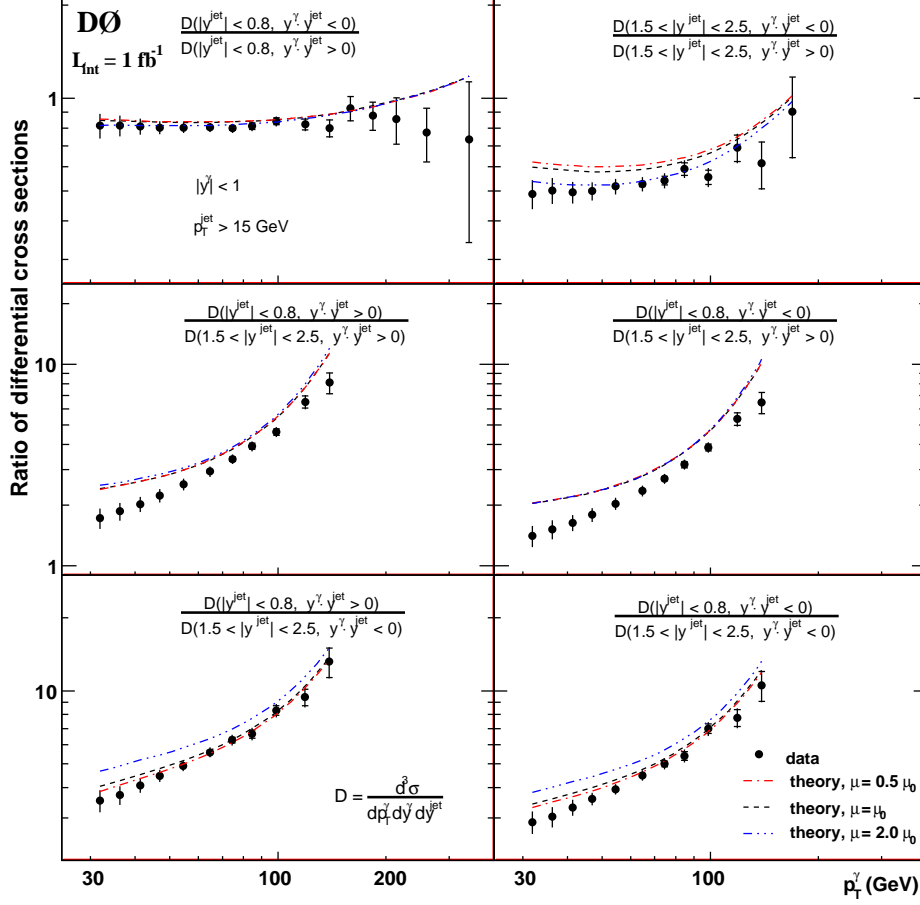 DØ
L_int = 1 fb^-1
D(|y^jet| < 0.8, y^γ· y^jet < 0)
D(|y^jet| < 0.8, y^γ· y^jet > 0)
D(1.5 < |y^jet| < 2.5, y^γ· y^jet < 0)
D(1.5 < |y^jet| < 2.5, y^γ· y^jet > 0)
1
|y^γ| < 1
p_T^jet > 15 GeV
Ratio of differential cross sections
D(|y^jet| < 0.8, y^γ· y^jet > 0)
D(1.5 < |y^jet| < 2.5, y^γ· y^jet > 0)
D(|y^jet| < 0.8, y^γ· y^jet < 0)
D(1.5 < |y^jet| < 2.5, y^γ· y^jet > 0)
10
1
D(|y^jet| < 0.8, y^γ· y^jet > 0)
D(1.5 < |y^jet| < 2.5, y^γ· y^jet < 0)
D(|y^jet| < 0.8, y^γ· y^jet < 0)
D(1.5 < |y^jet| < 2.5, y^γ· y^jet < 0)
10
D = d^3σ
dp_T^γ dy^γ dy^jet
data
theory, μ = 0.5 μ_0
theory, μ = μ_0
theory, μ = 2.0 μ_0
30 100 200 30 100
p_T^γ (GeV)